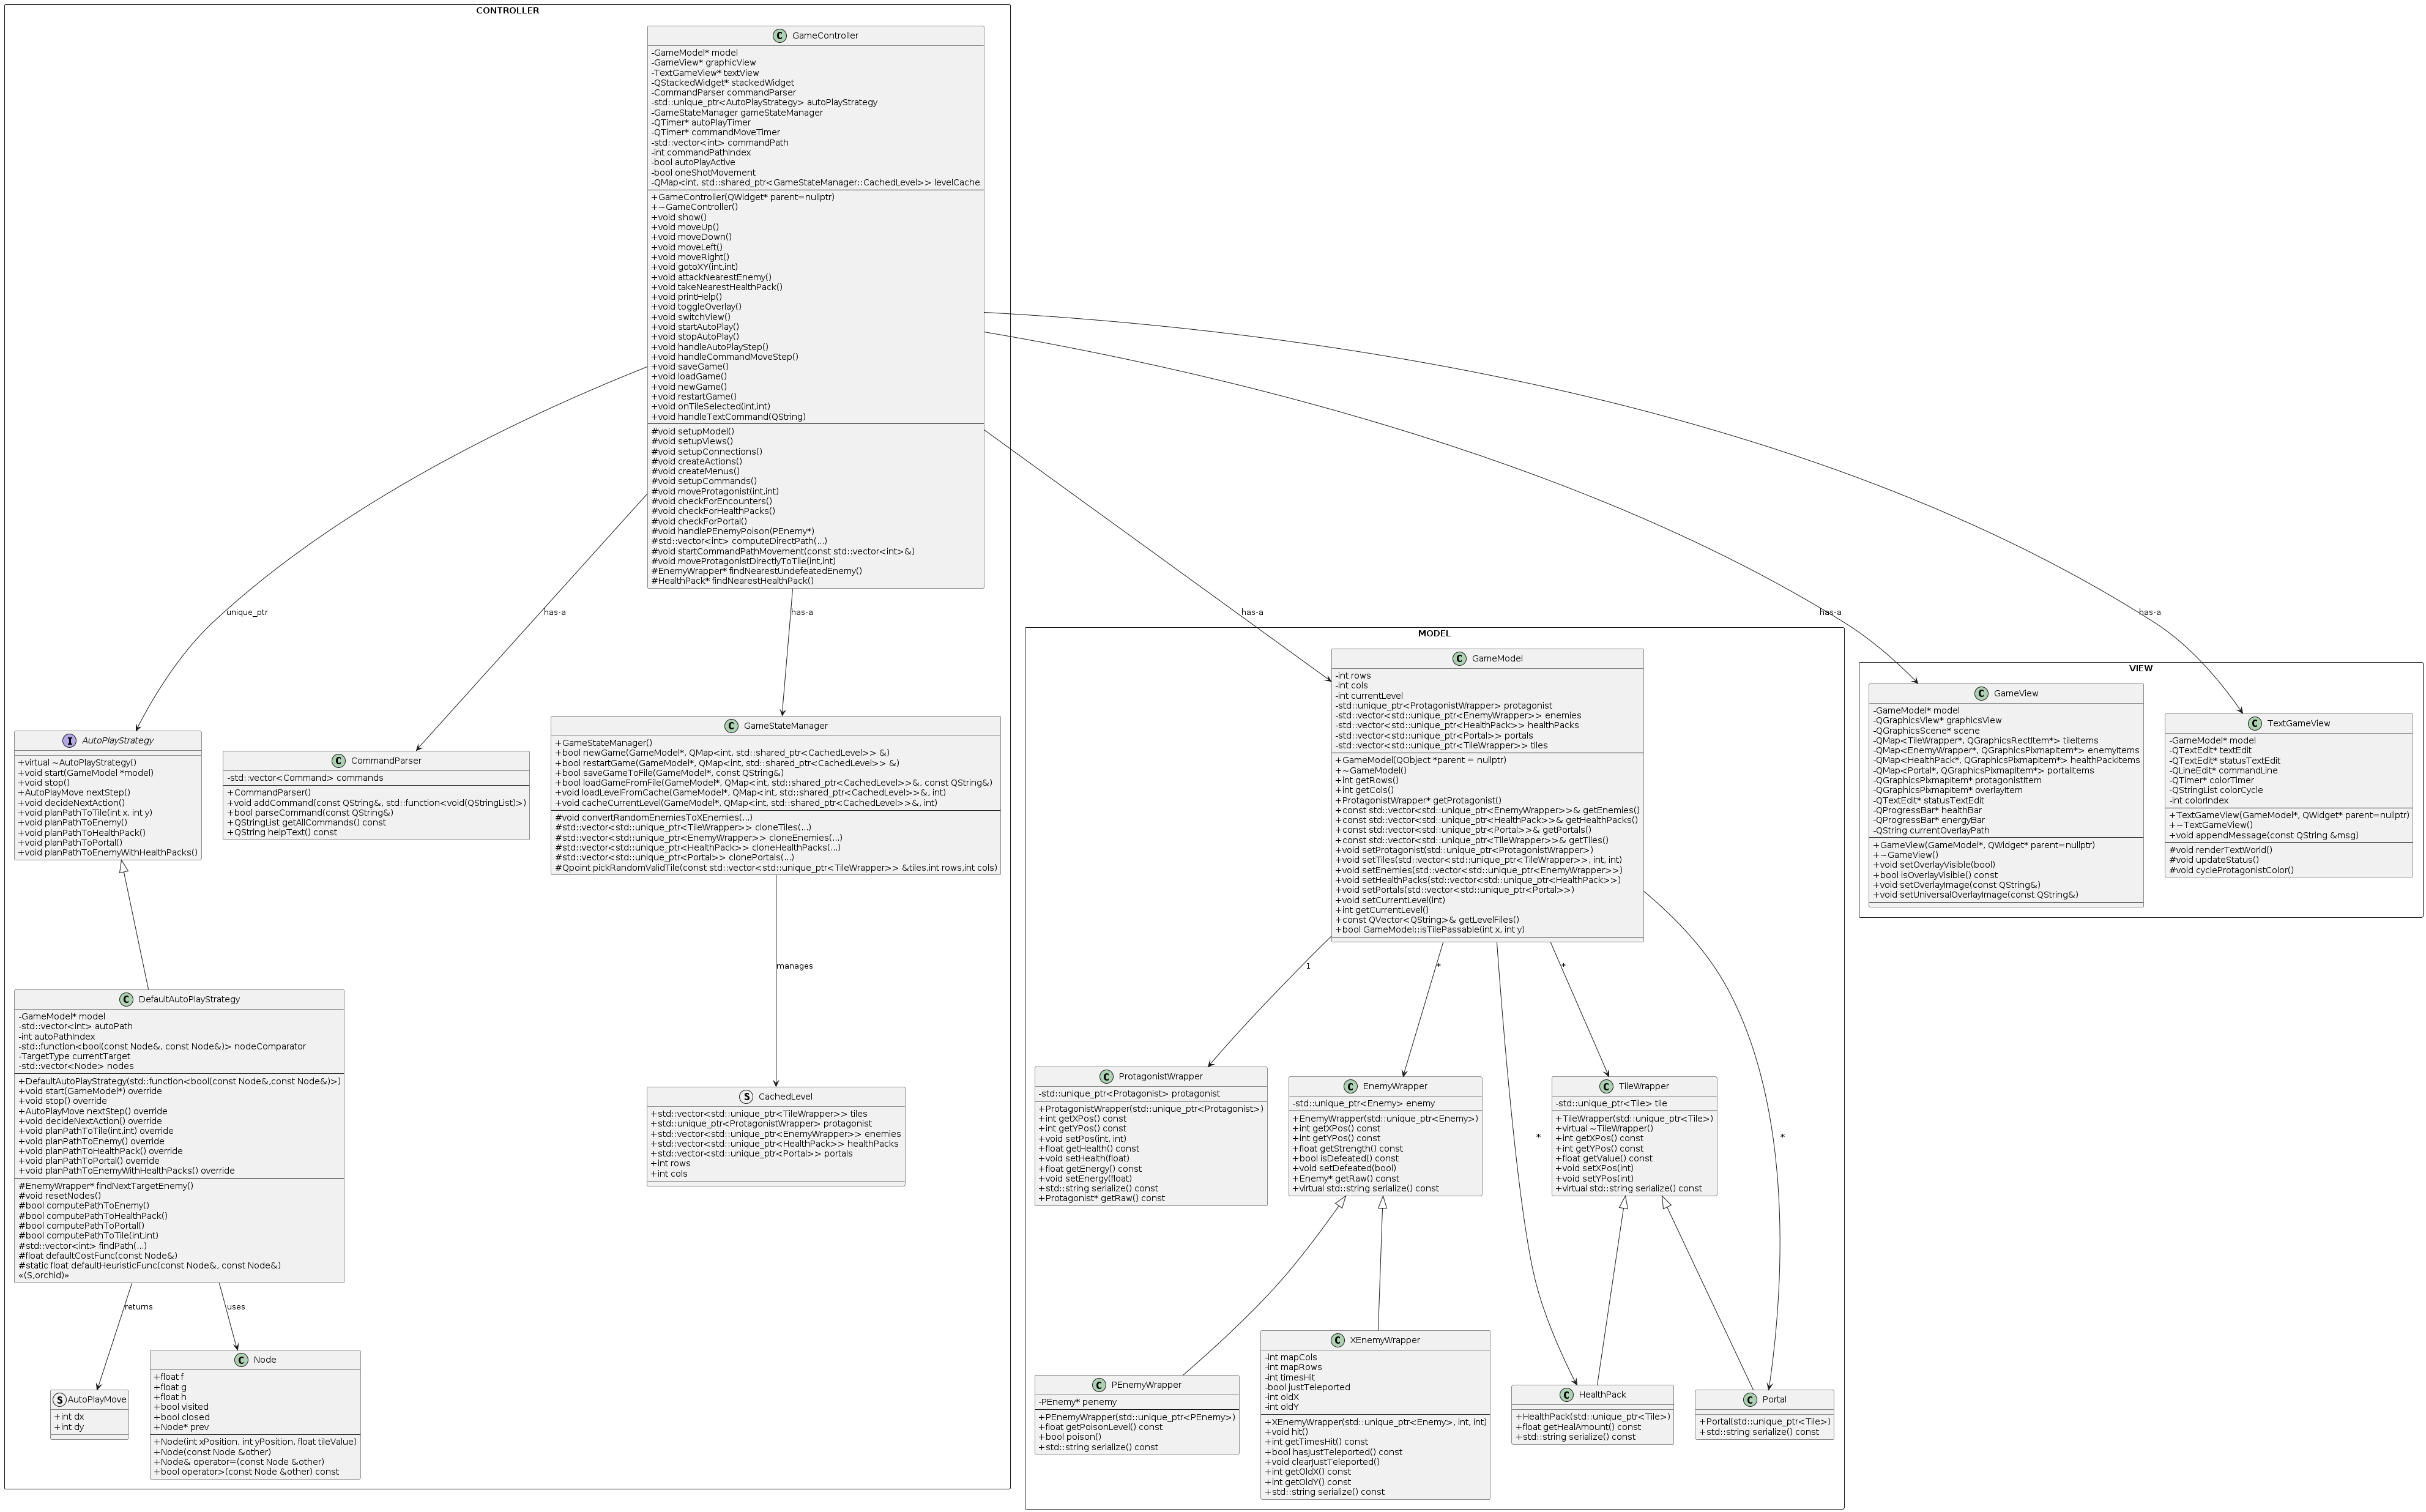 CONTROLLER
C GameController
-GameModel* model
-GameView* graphicView
-TextGameView* textView
-QStackedWidget* stackedWidget
-CommandParser commandParser
-std::unique_ptr<AutoPlayStrategy> autoPlayStrategy
-GameStateManager gameStateManager
-QTimer* autoPlayTimer
-QTimer* commandMoveTimer
-std::vector<int> commandPath
-int commandPathIndex
-bool autoPlayActive
-bool oneShotMovement
-QMap<int, std::shared_ptr<GameStateManager::CachedLevel>> levelCache
+GameController(QWidget* parent=nullptr)
+~GameController()
+void show()
+void moveUp()
+void moveDown()
+void moveLeft()
+void moveRight()
+void gotoXY(int,int)
+void attackNearestEnemy()
+void takeNearestHealthPack()
+void printHelp()
+void toggleOverlay()
+void switchView()
+void startAutoPlay()
+void stopAutoPlay()
+void handleAutoPlayStep()
+void handleCommandMoveStep()
+void saveGame()
+void loadGame()
+void newGame()
+void restartGame()
+void onTileSelected(int,int)
+void handleTextCommand(QString)
#void setupModel()
#void setupViews()
#void setupConnections()
#void createActions()
#void createMenus()
#void setupCommands()
#void moveProtagonist(int,int)
#void checkForEncounters()
#void checkForHealthPacks()
#void checkForPortal()
#void handlePEnemyPoison(PEnemy*)
#std::vector<int> computeDirectPath(...)
#void startCommandPathMovement(const std::vector<int>&)
#void moveProtagonistDirectlyToTile(int,int)
#EnemyWrapper* findNearestUndefeatedEnemy()
#HealthPack* findNearestHealthPack()
unique_ptr
has-a
has-a
has-a
has-a
has-a
I AutoPlayStrategy
+virtual ~AutoPlayStrategy()
+void start(GameModel *model)
+void stop()
+AutoPlayMove nextStep()
+void decideNextAction()
+void planPathToTile(int x, int y)
+void planPathToEnemy()
+void planPathToHealthPack()
+void planPathToPortal()
+void planPathToEnemyWithHealthPacks()
C CommandParser
-std::vector<Command> commands
+CommandParser()
+void addCommand(const QString&, std::function<void(QStringList)>)
+bool parseCommand(const QString&)
+QStringList getAllCommands() const
+QString helpText() const
C GameStateManager
+GameStateManager()
+bool newGame(GameModel*, QMap<int, std::shared_ptr<CachedLevel>> &)
+bool restartGame(GameModel*, QMap<int, std::shared_ptr<CachedLevel>> &)
+bool saveGameToFile(GameModel*, const QString&)
+bool loadGameFromFile(GameModel*, QMap<int, std::shared_ptr<CachedLevel>>&, const QString&)
+void loadLevelFromCache(GameModel*, QMap<int, std::shared_ptr<CachedLevel>>&, int)
+void cacheCurrentLevel(GameModel*, QMap<int, std::shared_ptr<CachedLevel>>&, int)
#void convertRandomEnemiesToXEnemies(...)
#std::vector<std::unique_ptr<TileWrapper>> cloneTiles(...)
#std::vector<std::unique_ptr<EnemyWrapper>> cloneEnemies(...)
#std::vector<std::unique_ptr<HealthPack>> cloneHealthPacks(...)
#std::vector<std::unique_ptr<Portal>> clonePortals(...)
#Qpoint pickRandomValidTile(const std::vector<std::unique_ptr<TileWrapper>> &tiles,int rows,int cols)
manages
C DefaultAutoPlayStrategy
-GameModel* model
-std::vector<int> autoPath
-int autoPathIndex
-std::function<bool(const Node&, const Node&)> nodeComparator
-TargetType currentTarget
-std::vector<Node> nodes
+DefaultAutoPlayStrategy(std::function<bool(const Node&,const Node&)>)
+void start(GameModel*) override
+void stop() override
+AutoPlayMove nextStep() override
+void decideNextAction() override
+void planPathToTile(int,int) override
+void planPathToEnemy() override
+void planPathToHealthPack() override
+void planPathToPortal() override
+void planPathToEnemyWithHealthPacks() override
#EnemyWrapper* findNextTargetEnemy()
#void resetNodes()
#bool computePathToEnemy()
#bool computePathToHealthPack()
#bool computePathToPortal()
#bool computePathToTile(int,int)
#std::vector<int> findPath(...)
#float defaultCostFunc(const Node&)
#static float defaultHeuristicFunc(const Node&, const Node&)
«(S,orchid)»
returns
uses
S CachedLevel
+std::vector<std::unique_ptr<TileWrapper>> tiles
+std::unique_ptr<ProtagonistWrapper> protagonist
+std::vector<std::unique_ptr<EnemyWrapper>> enemies
+std::vector<std::unique_ptr<HealthPack>> healthPacks
+std::vector<std::unique_ptr<Portal>> portals
+int rows
+int cols
S AutoPlayMove
+int dx
+int dy
C Node
+float f
+float g
+float h
+bool visited
+bool closed
+Node* prev
+Node(int xPosition, int yPosition, float tileValue)
+Node(const Node &other)
+Node& operator=(const Node &other)
+bool operator>(const Node &other) const
MODEL
C GameModel
-int rows
-int cols
-int currentLevel
-std::unique_ptr<ProtagonistWrapper> protagonist
-std::vector<std::unique_ptr<EnemyWrapper>> enemies
-std::vector<std::unique_ptr<HealthPack>> healthPacks
-std::vector<std::unique_ptr<Portal>> portals
-std::vector<std::unique_ptr<TileWrapper>> tiles
+GameModel(QObject *parent = nullptr)
+~GameModel()
+int getRows()
+int getCols()
+ProtagonistWrapper* getProtagonist()
+const std::vector<std::unique_ptr<EnemyWrapper>>& getEnemies()
+const std::vector<std::unique_ptr<HealthPack>>& getHealthPacks()
+const std::vector<std::unique_ptr<Portal>>& getPortals()
+const std::vector<std::unique_ptr<TileWrapper>>& getTiles()
+void setProtagonist(std::unique_ptr<ProtagonistWrapper>)
+void setTiles(std::vector<std::unique_ptr<TileWrapper>>, int, int)
+void setEnemies(std::vector<std::unique_ptr<EnemyWrapper>>)
+void setHealthPacks(std::vector<std::unique_ptr<HealthPack>>)
+void setPortals(std::vector<std::unique_ptr<Portal>>)
+void setCurrentLevel(int)
+int getCurrentLevel()
+const QVector<QString>& getLevelFiles()
+bool GameModel::isTilePassable(int x, int y)
1
*
*
*
*
C ProtagonistWrapper
-std::unique_ptr<Protagonist> protagonist
+ProtagonistWrapper(std::unique_ptr<Protagonist>)
+int getXPos() const
+int getYPos() const
+void setPos(int, int)
+float getHealth() const
+void setHealth(float)
+float getEnergy() const
+void setEnergy(float)
+std::string serialize() const
+Protagonist* getRaw() const
C EnemyWrapper
-std::unique_ptr<Enemy> enemy
+EnemyWrapper(std::unique_ptr<Enemy>)
+int getXPos() const
+int getYPos() const
+float getStrength() const
+bool isDefeated() const
+void setDefeated(bool)
+Enemy* getRaw() const
+virtual std::string serialize() const
C TileWrapper
-std::unique_ptr<Tile> tile
+TileWrapper(std::unique_ptr<Tile>)
+virtual ~TileWrapper()
+int getXPos() const
+int getYPos() const
+float getValue() const
+void setXPos(int)
+void setYPos(int)
+virtual std::string serialize() const
C PEnemyWrapper
-PEnemy* penemy
+PEnemyWrapper(std::unique_ptr<PEnemy>)
+float getPoisonLevel() const
+bool poison()
+std::string serialize() const
C XEnemyWrapper
-int mapCols
-int mapRows
-int timesHit
-bool justTeleported
-int oldX
-int oldY
+XEnemyWrapper(std::unique_ptr<Enemy>, int, int)
+void hit()
+int getTimesHit() const
+bool hasJustTeleported() const
+void clearJustTeleported()
+int getOldX() const
+int getOldY() const
+std::string serialize() const
C HealthPack
+HealthPack(std::unique_ptr<Tile>)
+float getHealAmount() const
+std::string serialize() const
C Portal
+Portal(std::unique_ptr<Tile>)
+std::string serialize() const
VIEW
C GameView
-GameModel* model
-QGraphicsView* graphicsView
-QGraphicsScene* scene
-QMap<TileWrapper*, QGraphicsRectItem*> tileItems
-QMap<EnemyWrapper*, QGraphicsPixmapItem*> enemyItems
-QMap<HealthPack*, QGraphicsPixmapItem*> healthPackItems
-QMap<Portal*, QGraphicsPixmapItem*> portalItems
-QGraphicsPixmapItem* protagonistItem
-QGraphicsPixmapItem* overlayItem
-QTextEdit* statusTextEdit
-QProgressBar* healthBar
-QProgressBar* energyBar
-QString currentOverlayPath
+GameView(GameModel*, QWidget* parent=nullptr)
+~GameView()
+void setOverlayVisible(bool)
+bool isOverlayVisible() const
+void setOverlayImage(const QString&)
+void setUniversalOverlayImage(const QString&)
C TextGameView
-GameModel* model
-QTextEdit* textEdit
-QTextEdit* statusTextEdit
-QLineEdit* commandLine
-QTimer* colorTimer
-QStringList colorCycle
-int colorIndex
+TextGameView(GameModel*, QWidget* parent=nullptr)
+~TextGameView()
+void appendMessage(const QString &msg)
#void renderTextWorld()
#void updateStatus()
#void cycleProtagonistColor()